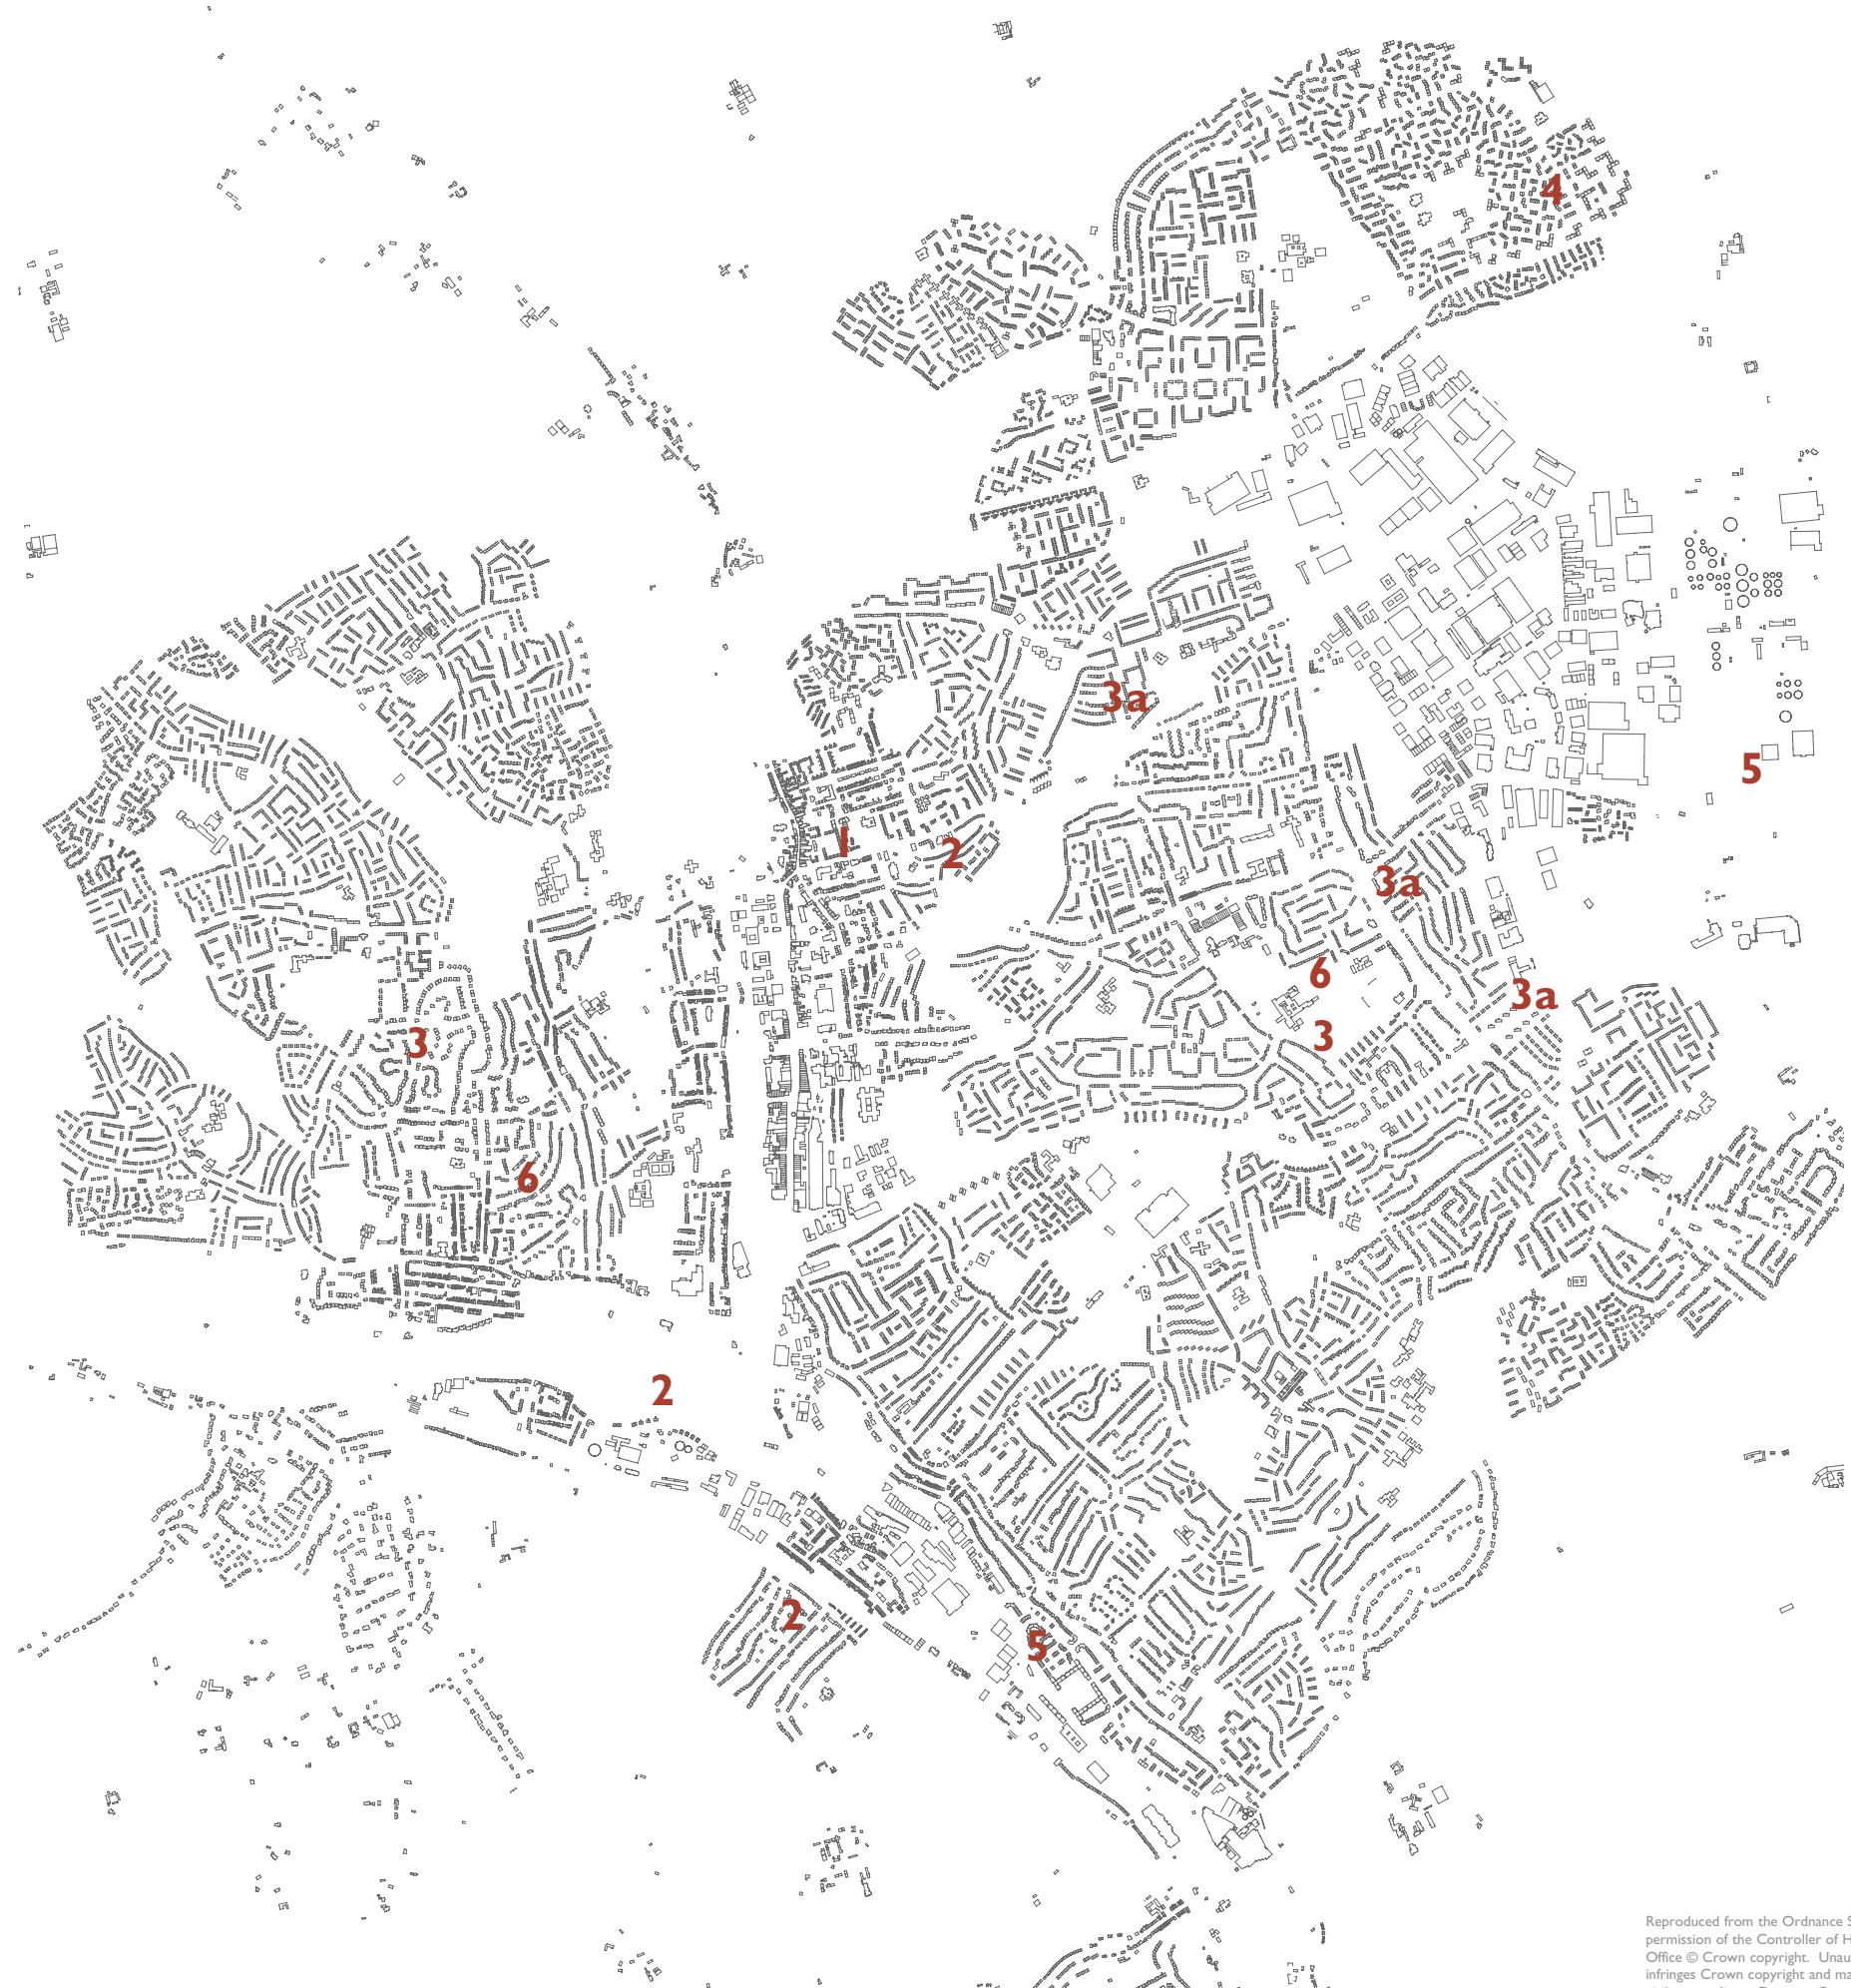 4
3a
5
1
2
3a
6
3a
3
3
6
2
2
5
Reproduced from the Ordnance S
permission of the Controller of H
Office © Crown copyright. Unau
infringes Crown copyright and ma